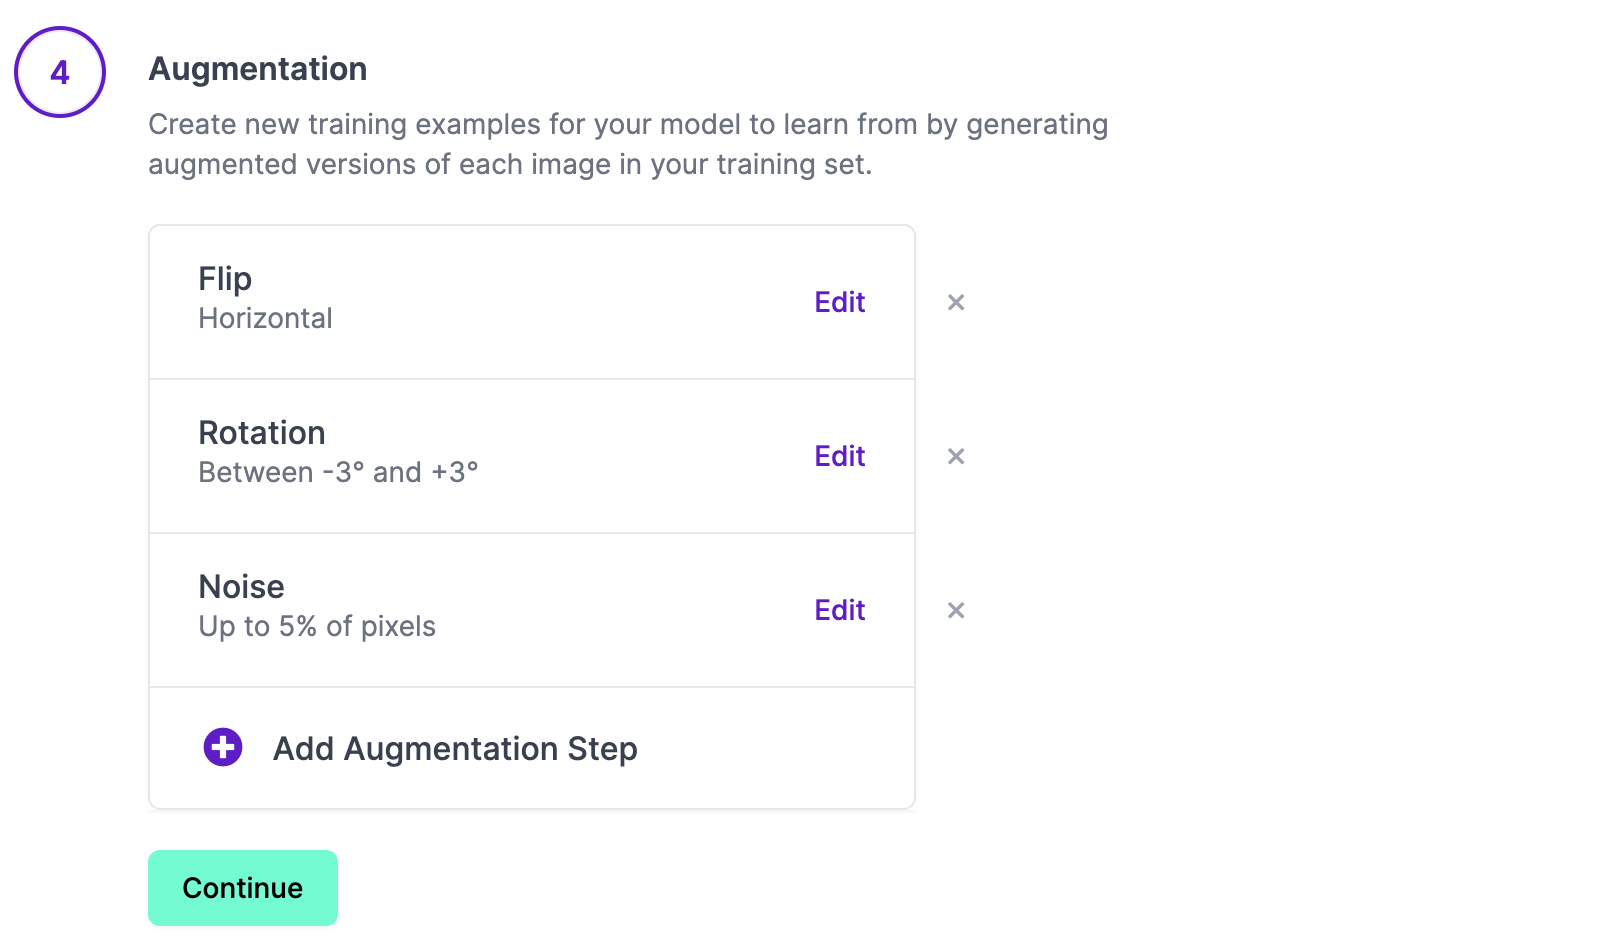 4
Augmentation
Create new training examples for your model to learn from by generating
augmented versions of each image in your training set.
Flip
Horizontal
Edit
×
Rotation
Between -3° and +3°
Edit
×
Noise
Up to 5% of pixels
Edit
×
Add Augmentation Step
Continue